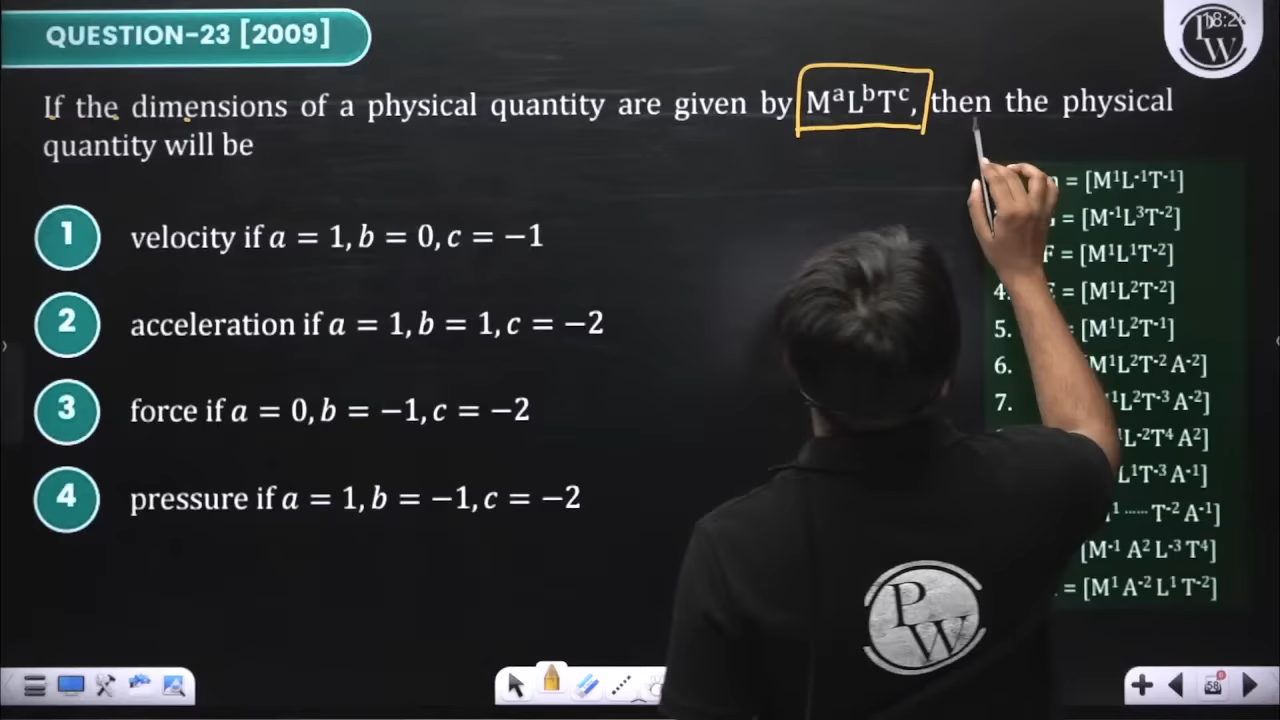 QUESTION-23 [2009]
If the dimensions of a physical quantity are given by MᵃLᵇTᶜ, then the physical
quantity will be
1 velocity if a = 1, b = 0, c = −1
2 acceleration if a = 1, b = 1, c = −2
3 force if a = 0, b = −1, c = −2
4 pressure if a = 1, b = −1, c = −2
= [M¹L⁻¹T⁻¹]
= [M⁻¹L³T⁻²]
F = [M¹L¹T⁻²]
4. E = [M¹L²T⁻²]
5. = [M¹L²T⁻¹]
6. M¹L²T⁻² A⁻²]
7. ¹L²T⁻³ A⁻²]
L⁻²T⁴ A²]
L¹T⁻³ A⁻¹]
¹ ...... T⁻² A⁻¹]
[M⁻¹ A² L⁻³ T⁴]
= [M¹ A⁻² L¹ T⁻²]
PW
PW
58